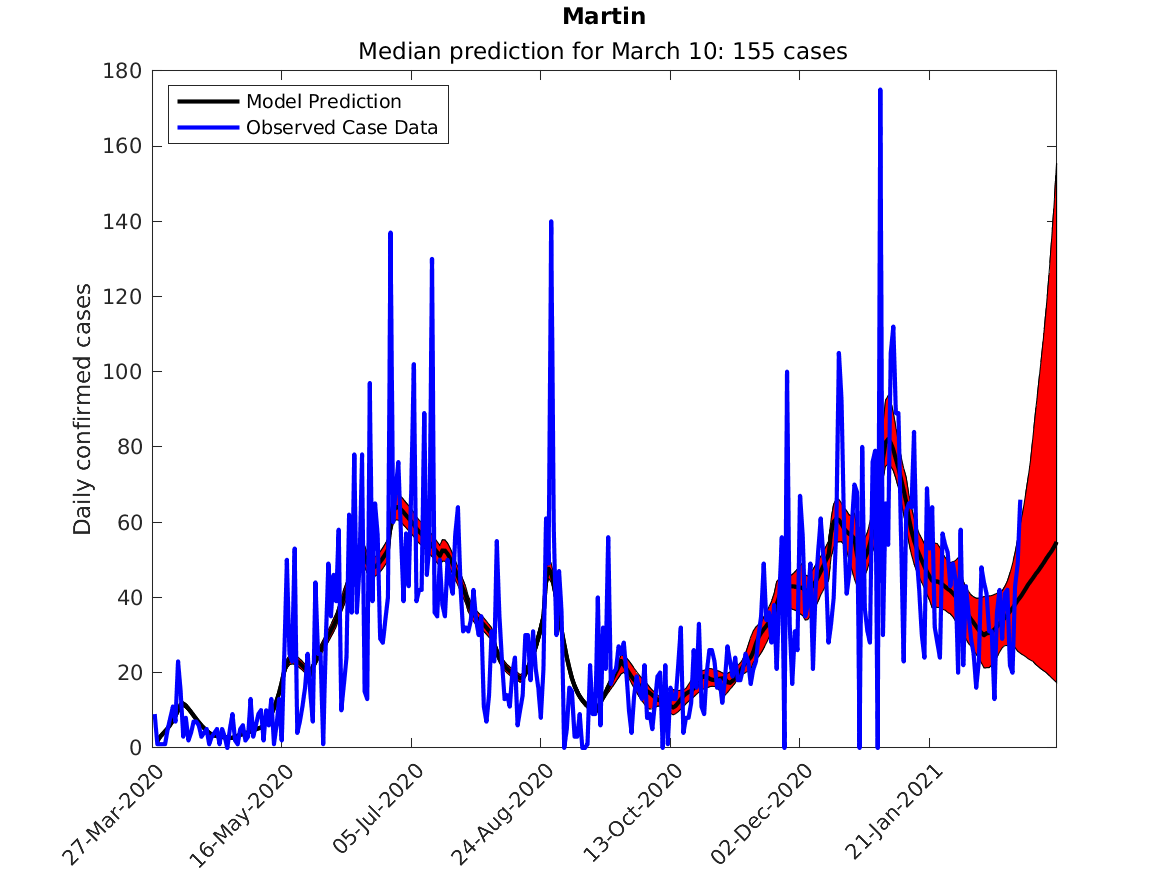 Martin
Median prediction for March 10: 155 cases
Model Prediction
Observed Case Data
Daily confirmed cases
180
160
140
120
100
80
60
40
20
0
27-Mar-2020
16-May-2020
05-Jul-2020
24-Aug-2020
13-Oct-2020
02-Dec-2020
21-Jan-2021